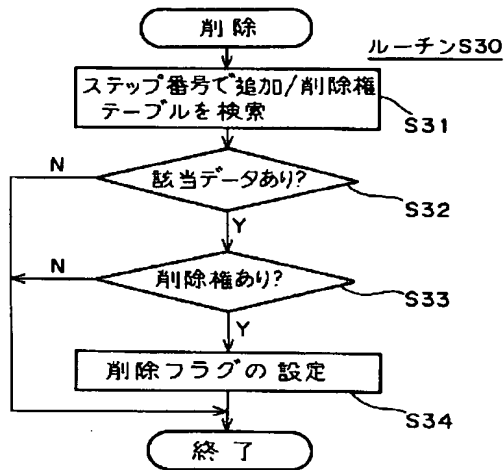 削除
ルーチンS30
ステップ番号で追加/削除権
テーブルを検索
S31
N
該当データあり?
S32
Y
N
削除権あり?
S33
Y
削除フラグの設定
S34
終了